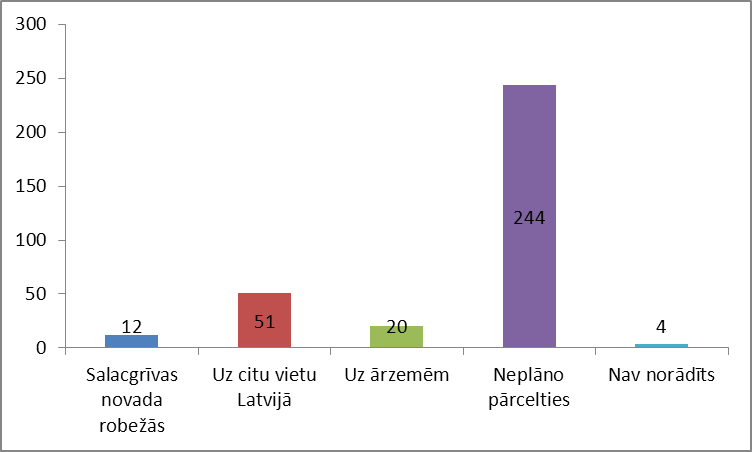 300
250
200
150
100
50
0
12
51
20
244
4
Salacgrīvas
novada
robežās
Uz citu vietu
Latvijā
Uz ārzemēm
Neplāno
pārcelties
Nav norādīts